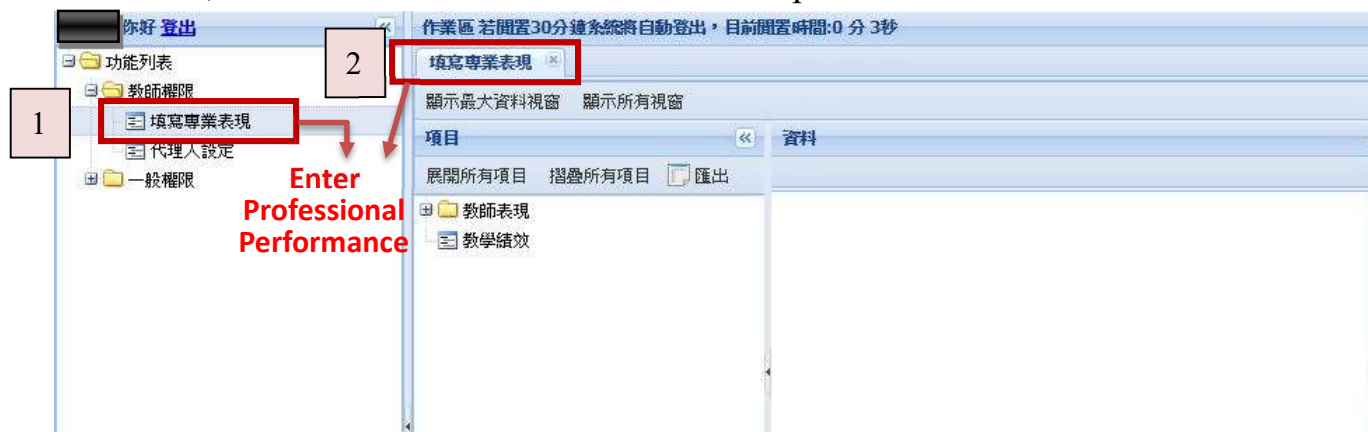 你好 登出
作業區 若閒置30分鐘系統將自動登出，目前閒置時間:0 分 3秒
功能列表
2
填寫專業表現
教師權限
顯示最大資料視窗 顯示所有視窗
1
填寫專業表現
項目
資料
代理人設定
展開所有項目 摺疊所有項目 匯出
一般權限
Enter
Professional
Performance
教師表現
教學績效